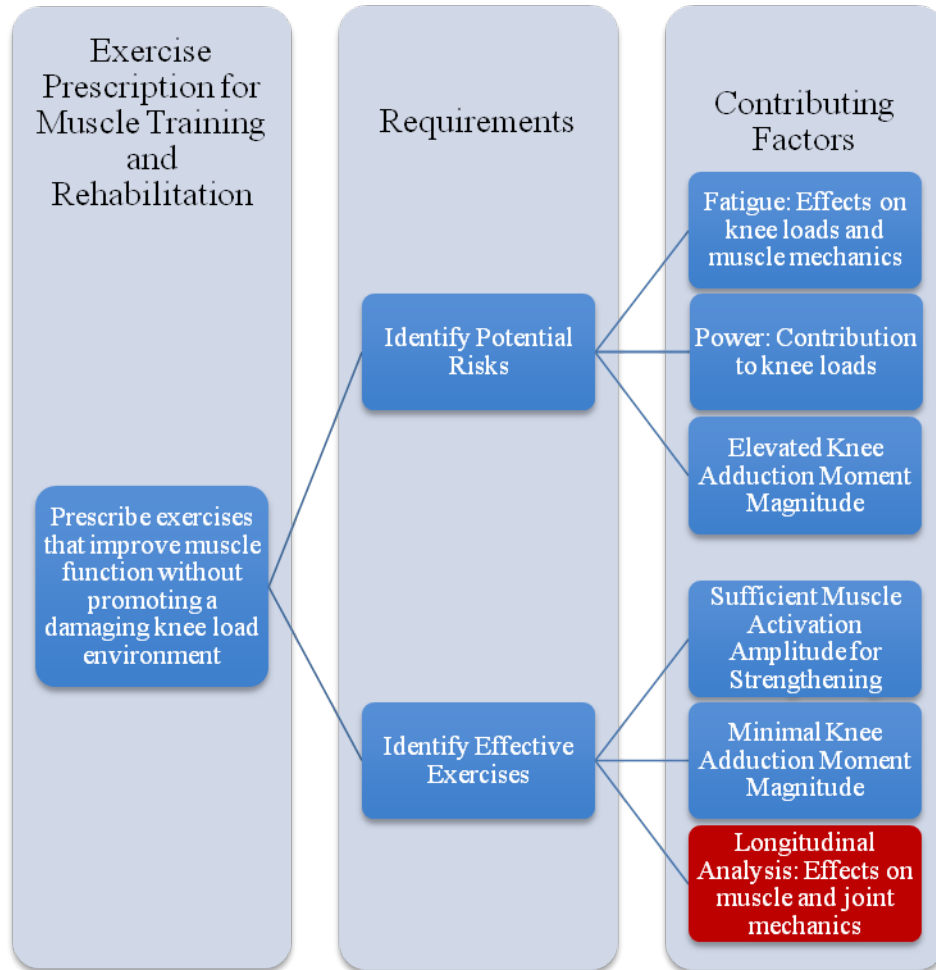 Exercise
Prescription for
Muscle Training
and
Rehabilitation
Prescribe exercises
that improve muscle
function without
promoting a
damaging knee load
environment
Requirements
Identify Potential
Risks
Identify Effective
Exercises
Contributing
Factors
Fatigue: Effects on
knee loads and
muscle mechanics
Power: Contribution
to knee loads
Elevated Knee
Adduction Moment
Magnitude
Sufficient Muscle
Activation
Amplitude for
Strengthening
Minimal Knee
Adduction Moment
Magnitude
Longitudinal
Analysis: Effects on
muscle and joint
mechanics